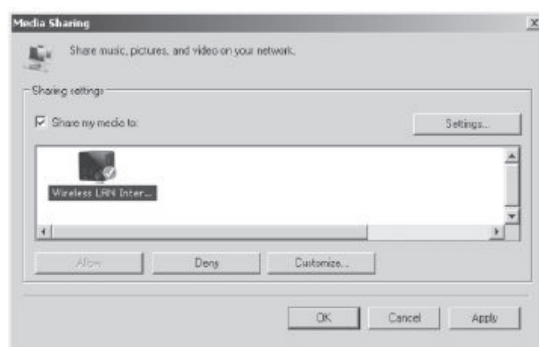 Media Sharing
Share music, pictures, and video on your network.
Sharing settings
Share my media to:
Settings...
Wireless LAN Inter...
Allow
Deny
Customize...
OK
Cancel
Apply